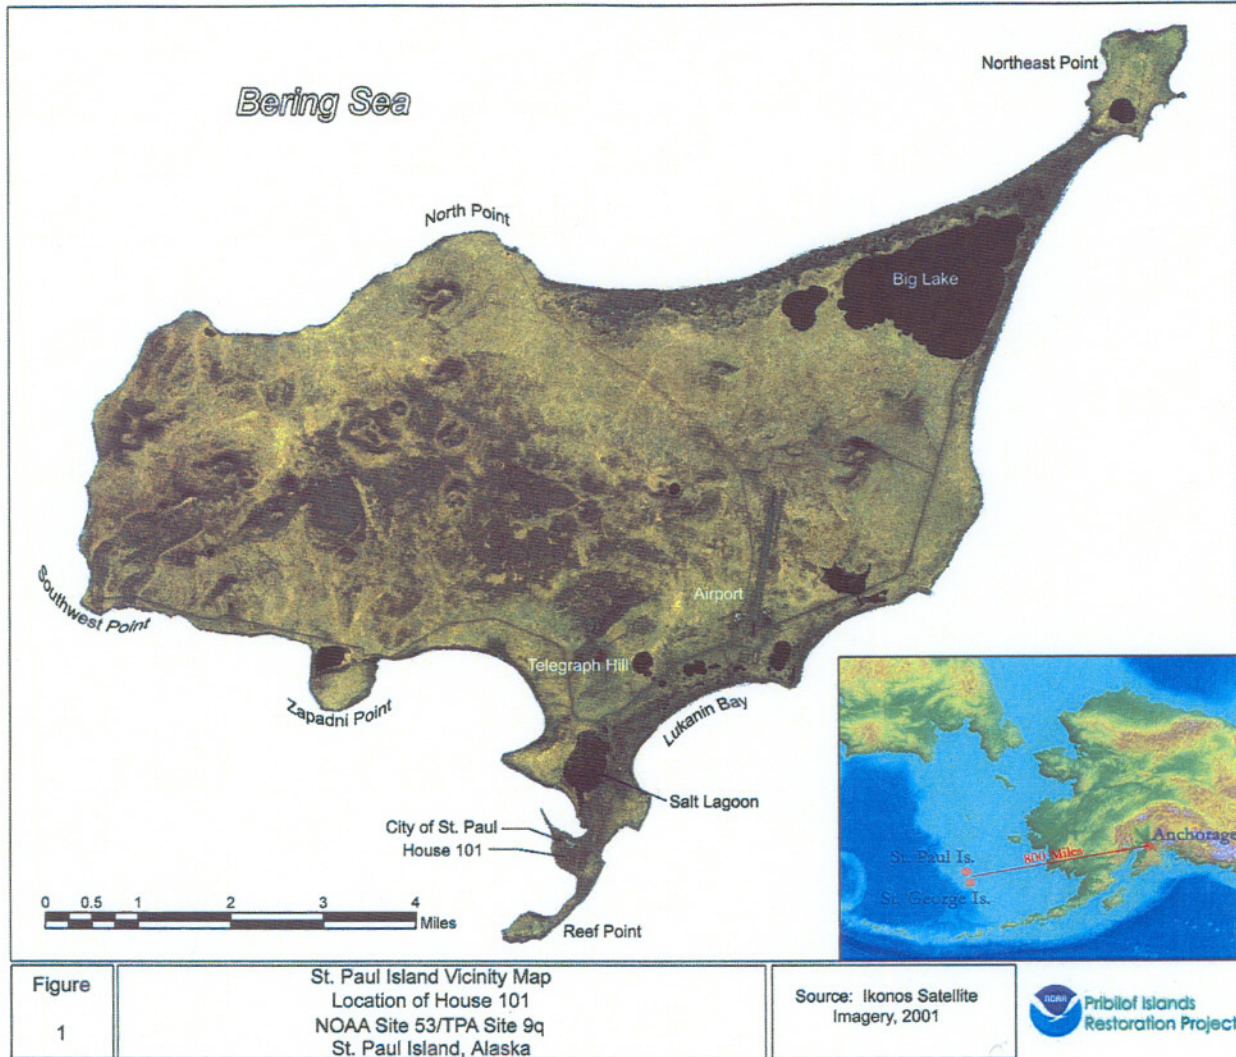 Bering Sea
Northeast Point
North Point
Big Lake
Southwest Point
Airport
Telegraph Hill
Zapadni Point
Lukanin Bay
Salt Lagoon
City of St. Paul
House 101
Reef Point
0 0.5 1 2 3 4
Miles
Anchorage
800 Miles
St. Paul Is.
St. George Is.
Figure
1
St. Paul Island Vicinity Map
Location of House 101
NOAA Site 53/TPA Site 9q
St. Paul Island, Alaska
Source: Ikonos Satellite
Imagery, 2001
NOAA
Pribilof Islands
Restoration Project